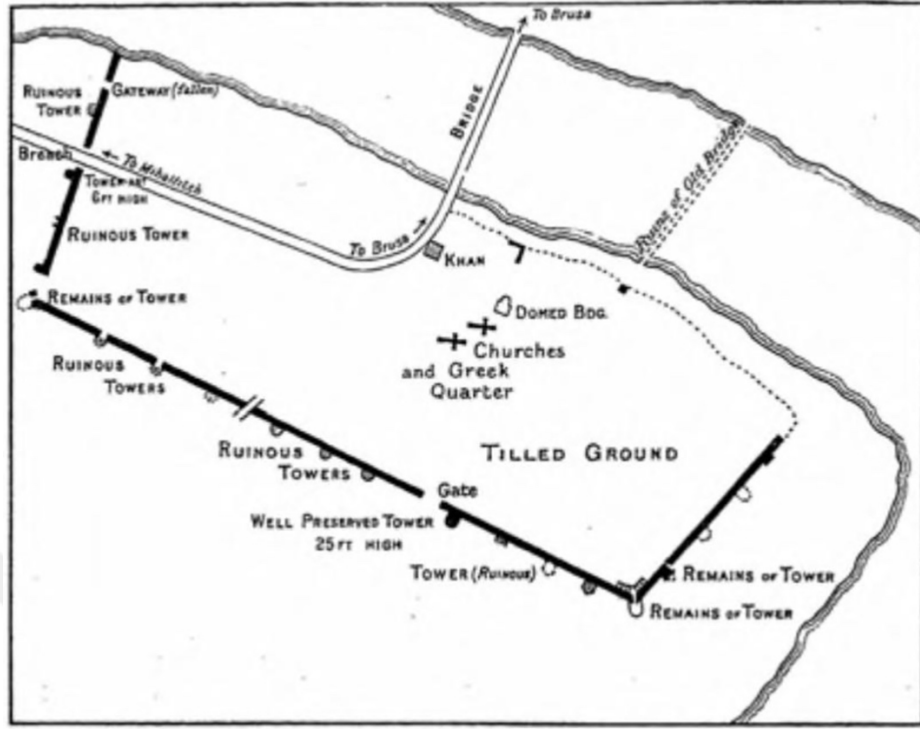 To Brusa
BRIDGE
RUINOUS
TOWER
GATEWAY (fallen)
Breach
To Mihallitch
TOWER ABT
6FT HIGH
RUINOUS TOWER
To Brusa
KHAN
Ruins of Old Bridge
REMAINS OF TOWER
DOMED BDG.
Churches
and Greek
Quarter
RUINOUS
TOWERS
RUINOUS
TOWERS
TILLED GROUND
Gate
WELL PRESERVED TOWER
25FT HIGH
TOWER (RUINOUS)
REMAINS OF TOWER
REMAINS OF TOWER